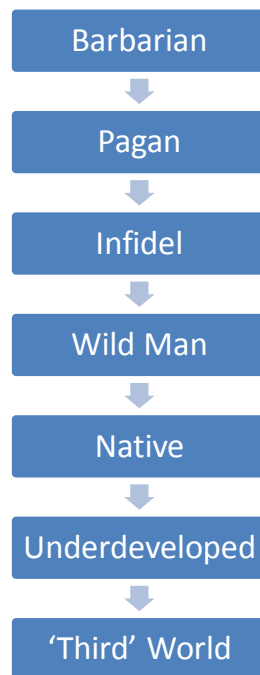 Barbarian
Pagan
Infidel
Wild Man
Native
Underdeveloped
‘Third’ World